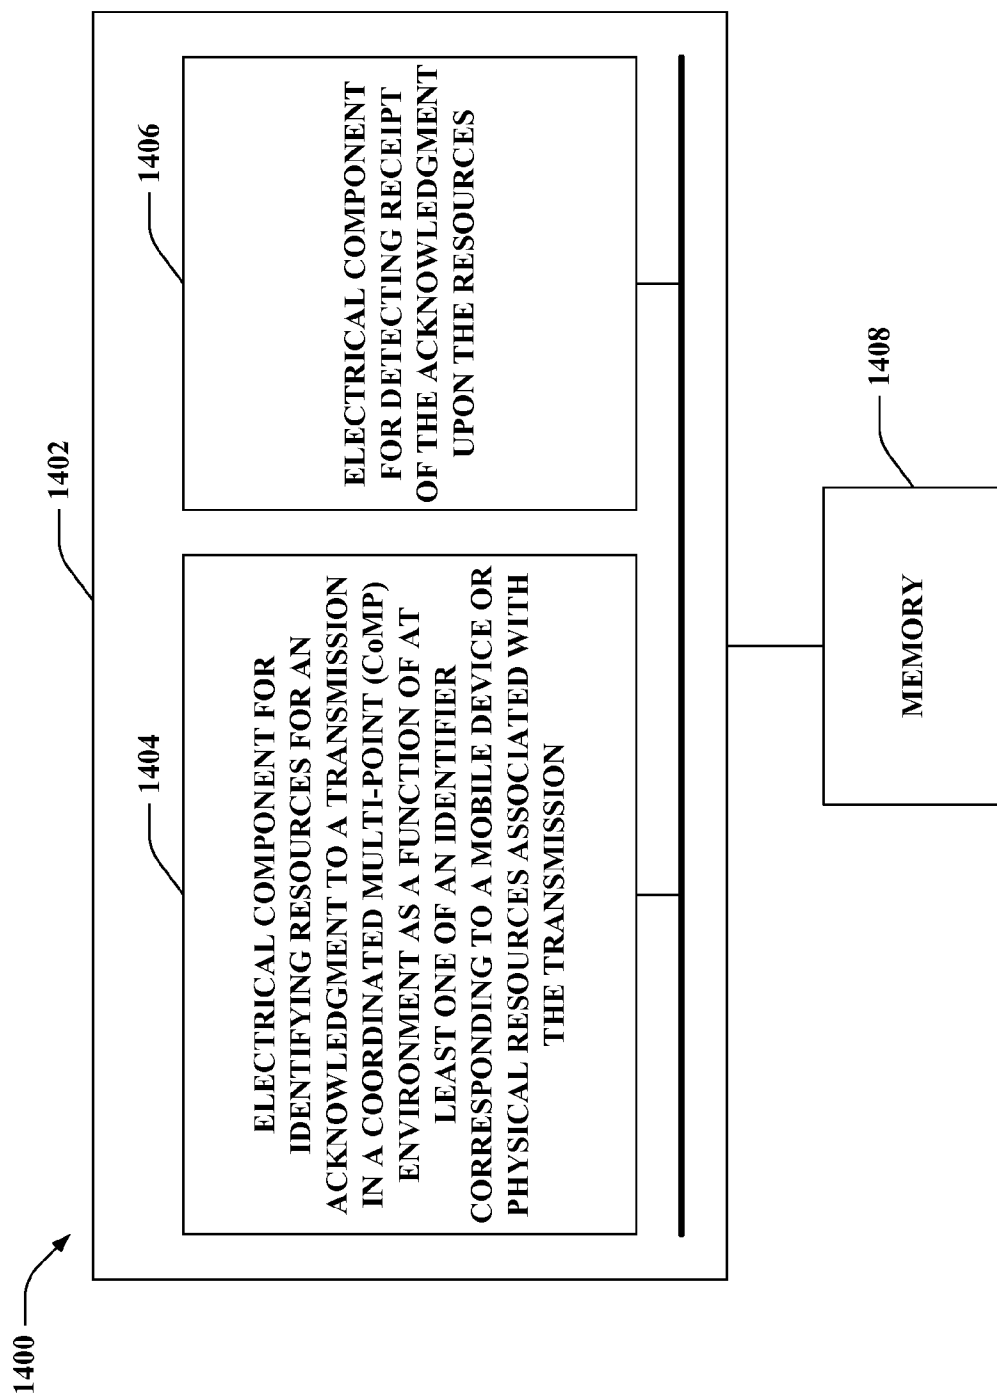 1400
1402
1404
ELECTRICAL COMPONENT FOR
IDENTIFYING RESOURCES FOR AN
ACKNOWLEDGMENT TO A TRANSMISSION
IN A COORDINATED MULTI-POINT (CoMP)
ENVIRONMENT AS A FUNCTION OF AT
LEAST ONE OF AN IDENTIFIER
CORRESPONDING TO A MOBILE DEVICE OR
PHYSICAL RESOURCES ASSOCIATED WITH
THE TRANSMISSION
1406
ELECTRICAL COMPONENT
FOR DETECTING RECEIPT
OF THE ACKNOWLEDGMENT
UPON THE RESOURCES
1408
MEMORY